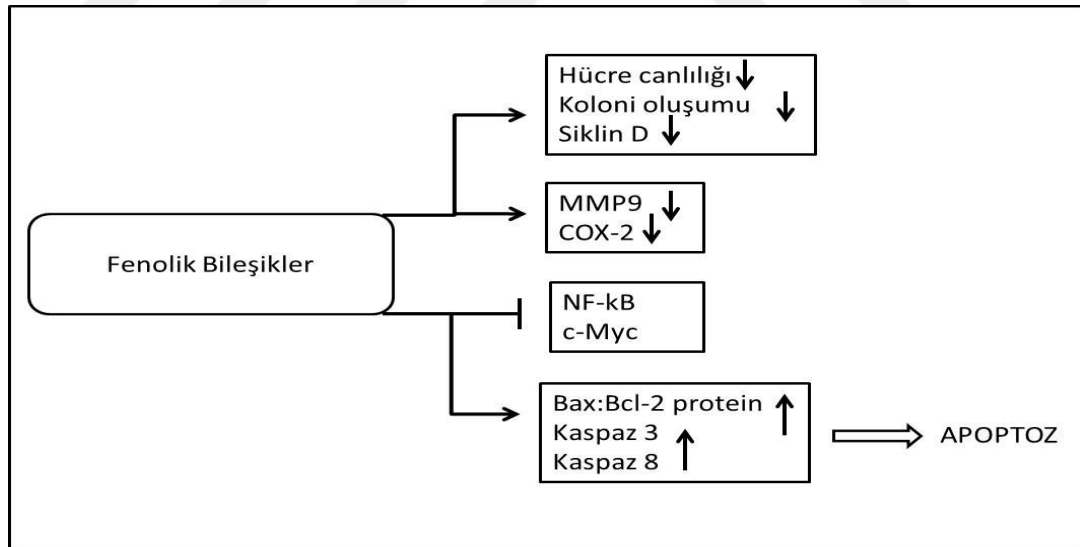 Hücre canlılığı
Koloni oluşumu
Siklin D
MMP9
COX-2
Fenolik Bileşikler
NF-kB
c-Myc
Bax:Bcl-2 protein
Kaspaz 3
Kaspaz 8
APOPTOZ